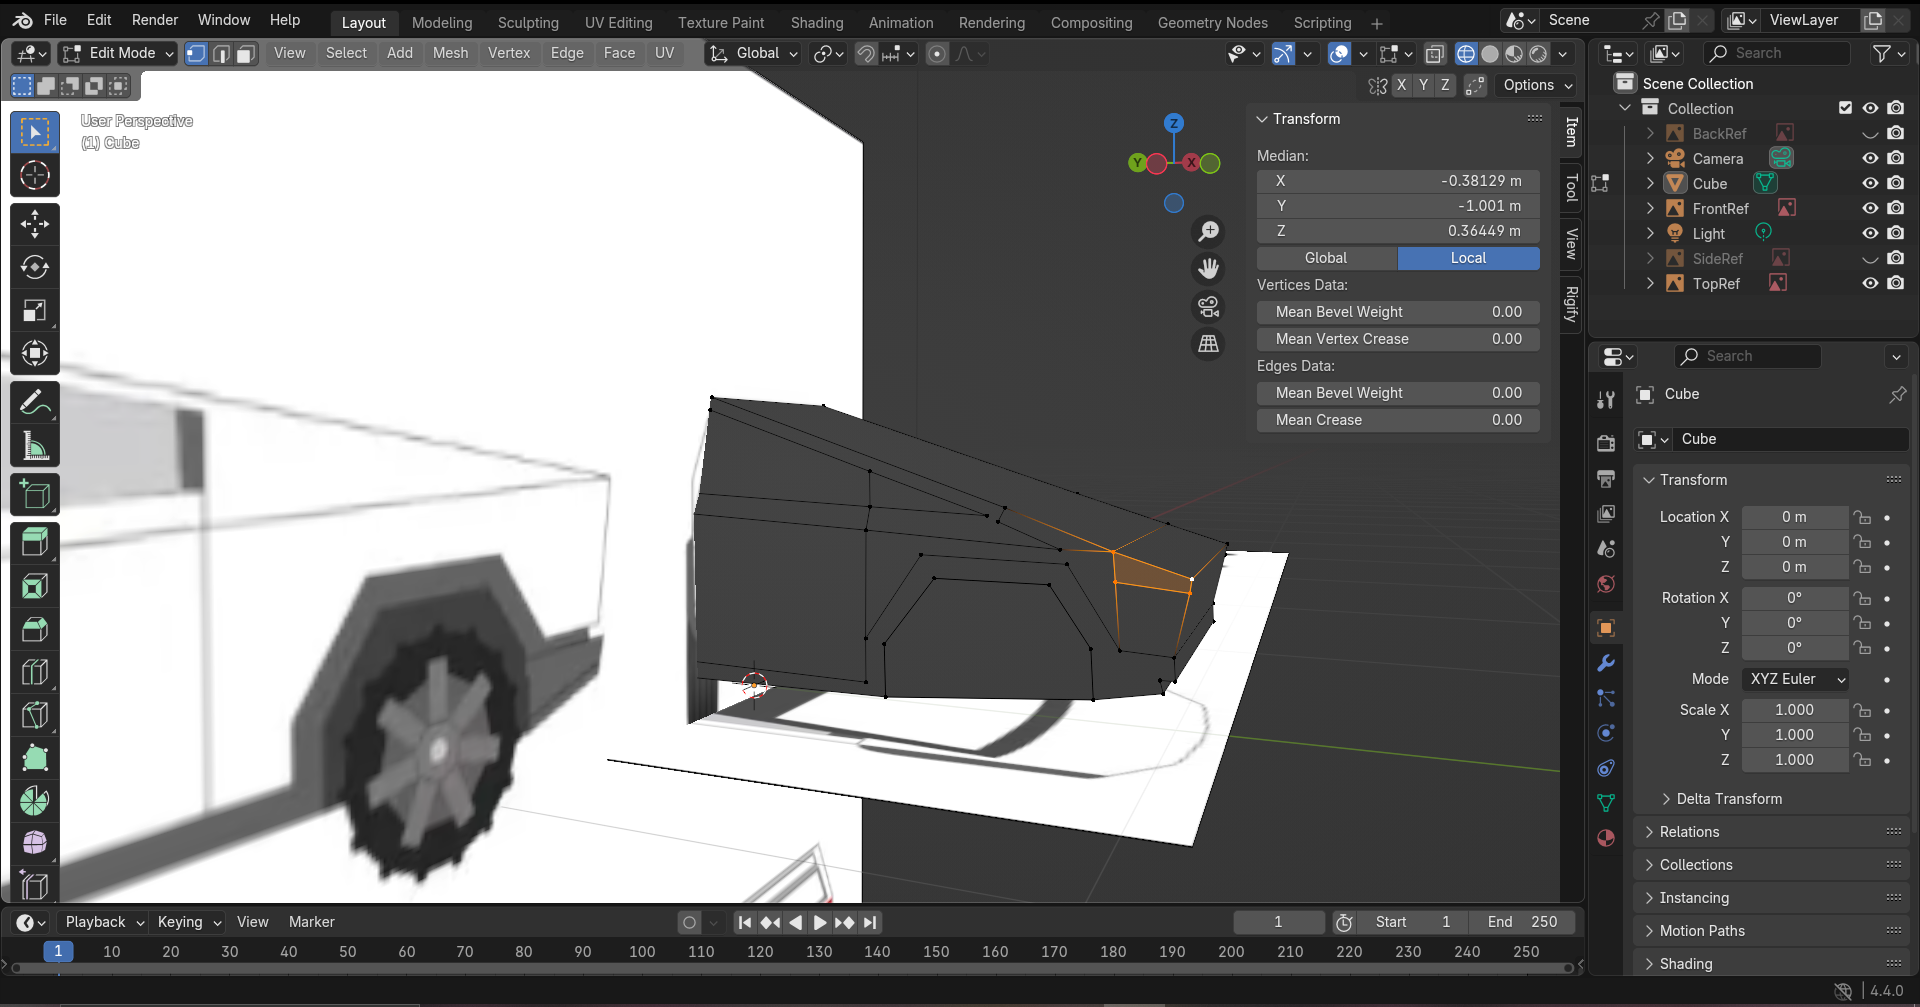 File Edit Render Window Help
Layout Modeling Sculpting UV Editing Texture Paint Shading Animation Rendering Compositing Geometry Nodes Scripting +
Scene ViewLayer
Edit Mode View Select Add Mesh Vertex Edge Face UV Global
Search
X Y Z Options
User Perspective
(1) Cube
Z
Y X
Transform
Median:
X -0.38129 m
Y -1.001 m
Z 0.36449 m
Global Local
Vertices Data:
Mean Bevel Weight 0.00
Mean Vertex Crease 0.00
Edges Data:
Mean Bevel Weight 0.00
Mean Crease 0.00
Item
Tool
View
Rigify
Scene Collection
Collection
BackRef
Camera
Cube
FrontRef
Light
SideRef
TopRef
Search
Cube
Cube
Transform
Location X 0 m
Y 0 m
Z 0 m
Rotation X 0°
Y 0°
Z 0°
Mode XYZ Euler
Scale X 1.000
Y 1.000
Z 1.000
Delta Transform
Relations
Collections
Instancing
Motion Paths
Shading
Playback Keying View Marker
1 Start 1 End 250
1 10 20 30 40 50 60 70 80 90 100 110 120 130 140 150 160 170 180 190 200 210 220 230 240 250
4.4.0